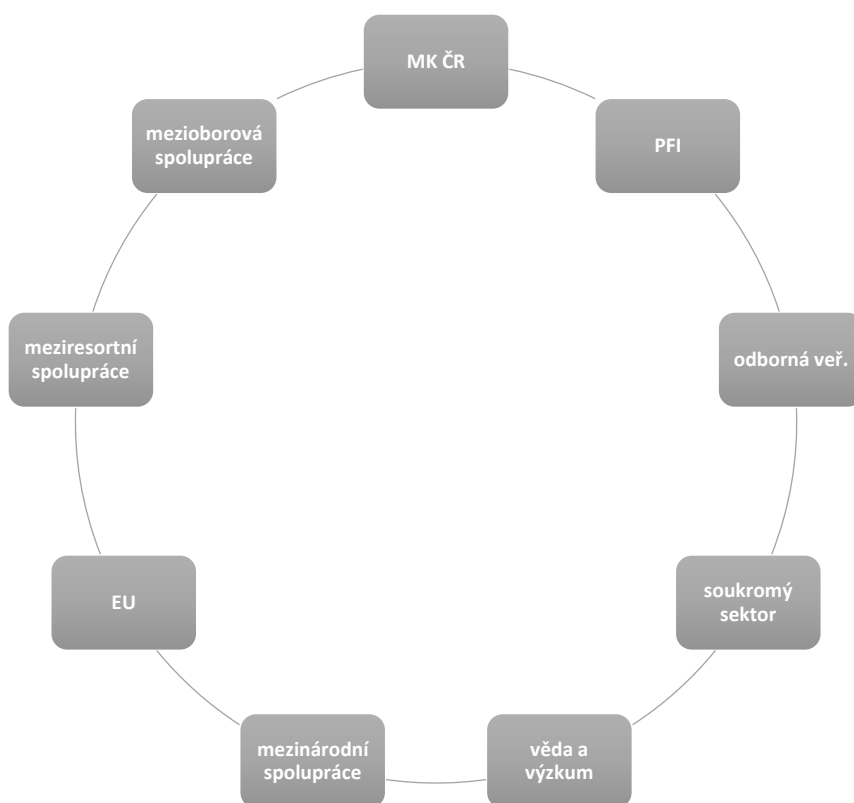 MK ČR
PFI
odborná veř.
soukromý
sektor
věda a
výzkum
mezinárodní
spolupráce
EU
meziresortní
spolupráce
mezioborová
spolupráce